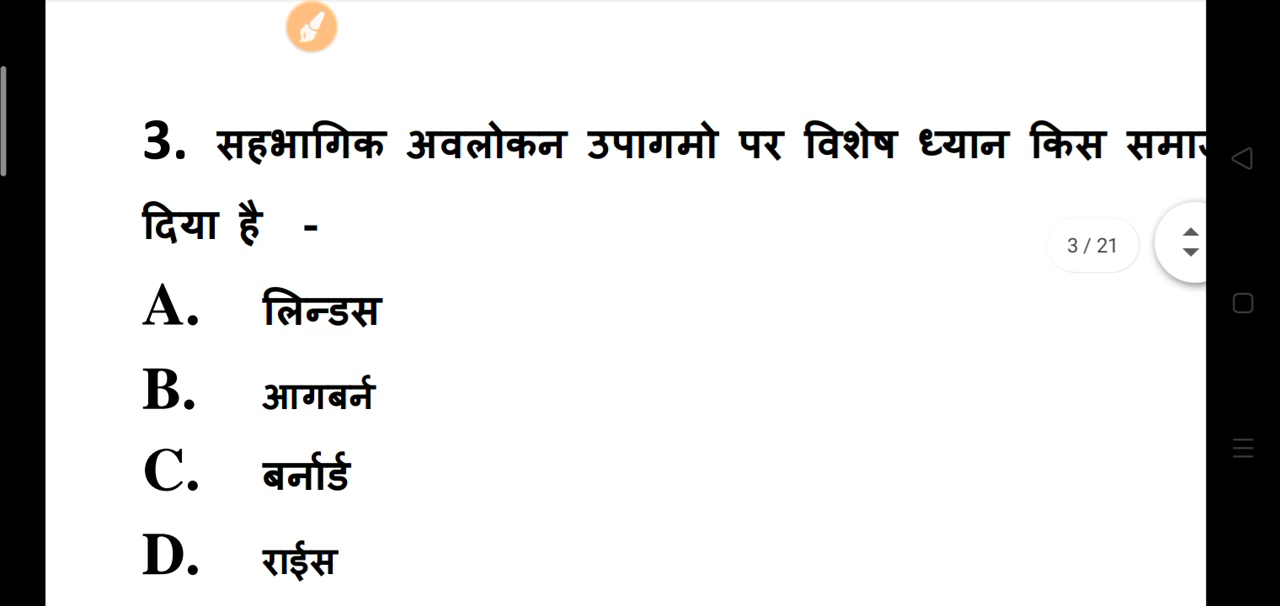 3. सहभागिक अवलोकन उपागमो पर विशेष ध्यान किस
दिया है -
3 / 21
A. लिन्डस
B. आगबर्न
C. बर्नार्ड
D. राईस